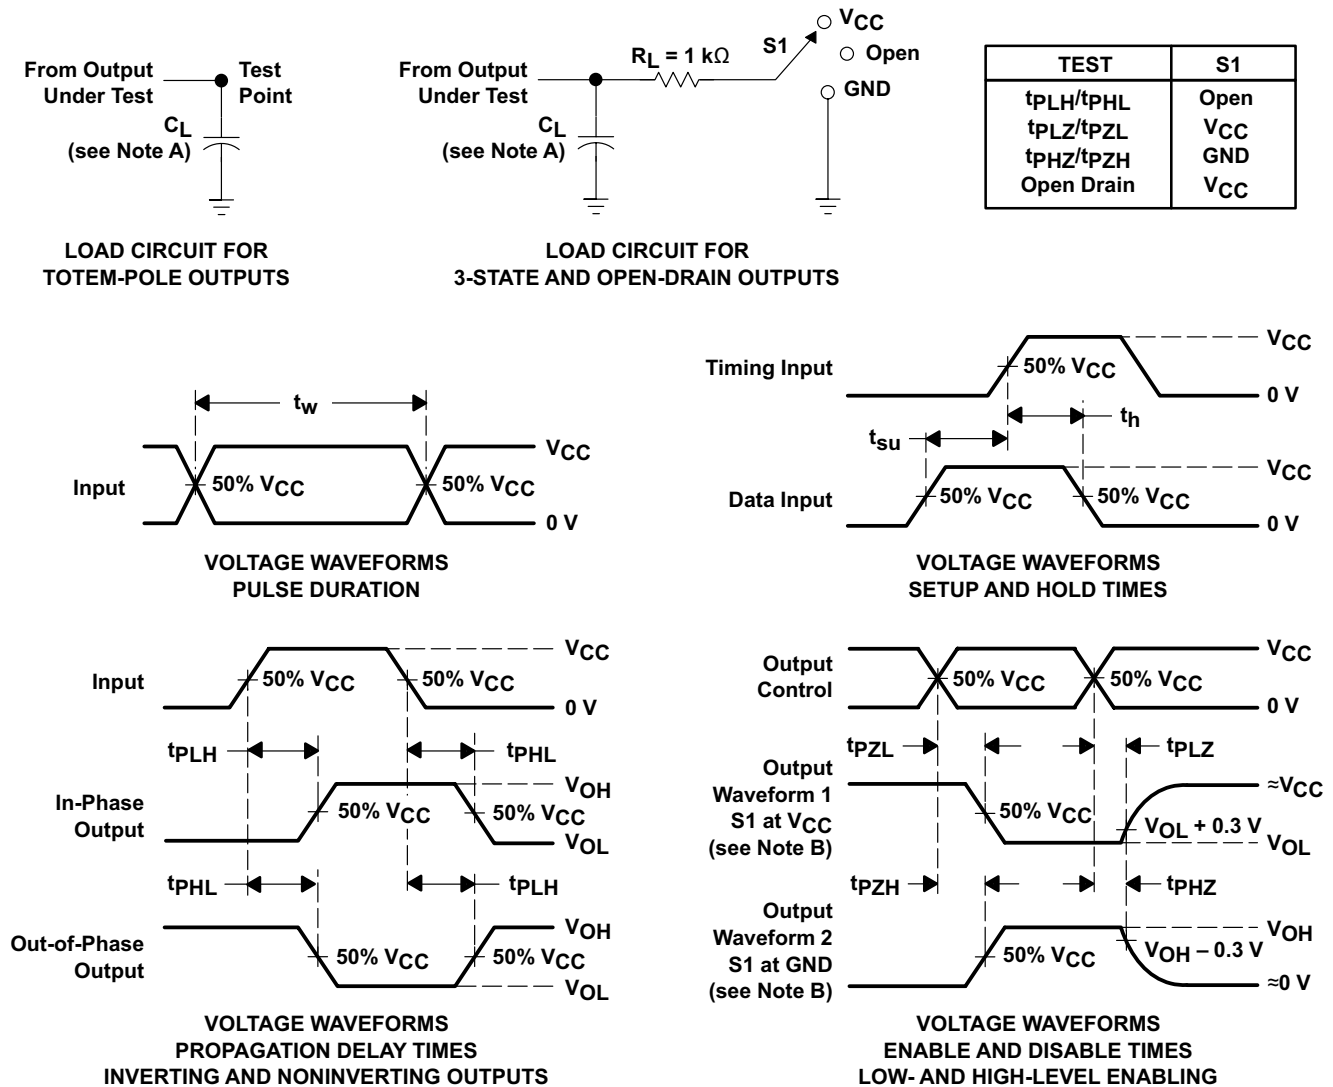 From Output
Under Test
Test
Point
CL
(see Note A)
LOAD CIRCUIT FOR
TOTEM-POLE OUTPUTS
From Output
Under Test
RL = 1 kΩ
S1
VCC
Open
GND
CL
(see Note A)
LOAD CIRCUIT FOR
3-STATE AND OPEN-DRAIN OUTPUTS
TEST S1
tPLH/tPHL Open
tPLZ/tPZL VCC
tPHZ/tPZH GND
Open Drain VCC
tw
Input
50% VCC
50% VCC
VCC
0 V
VOLTAGE WAVEFORMS
PULSE DURATION
Timing Input
50% VCC
VCC
0 V
tsu
th
Data Input
50% VCC
50% VCC
VCC
0 V
VOLTAGE WAVEFORMS
SETUP AND HOLD TIMES
Input
50% VCC
50% VCC
VCC
0 V
tPLH
tPHL
In-Phase
Output
50% VCC
50% VCC
VOH
VOL
tPHL
tPLH
Out-of-Phase
Output
50% VCC
50% VCC
VOH
VOL
VOLTAGE WAVEFORMS
PROPAGATION DELAY TIMES
INVERTING AND NONINVERTING OUTPUTS
Output
Control
50% VCC
50% VCC
VCC
0 V
tPZL
tPLZ
Output
Waveform 1
S1 at VCC
(see Note B)
50% VCC
≈VCC
VOL + 0.3 V
VOL
tPZH
tPHZ
Output
Waveform 2
S1 at GND
(see Note B)
50% VCC
VOH
VOH – 0.3 V
≈0 V
VOLTAGE WAVEFORMS
ENABLE AND DISABLE TIMES
LOW- AND HIGH-LEVEL ENABLING